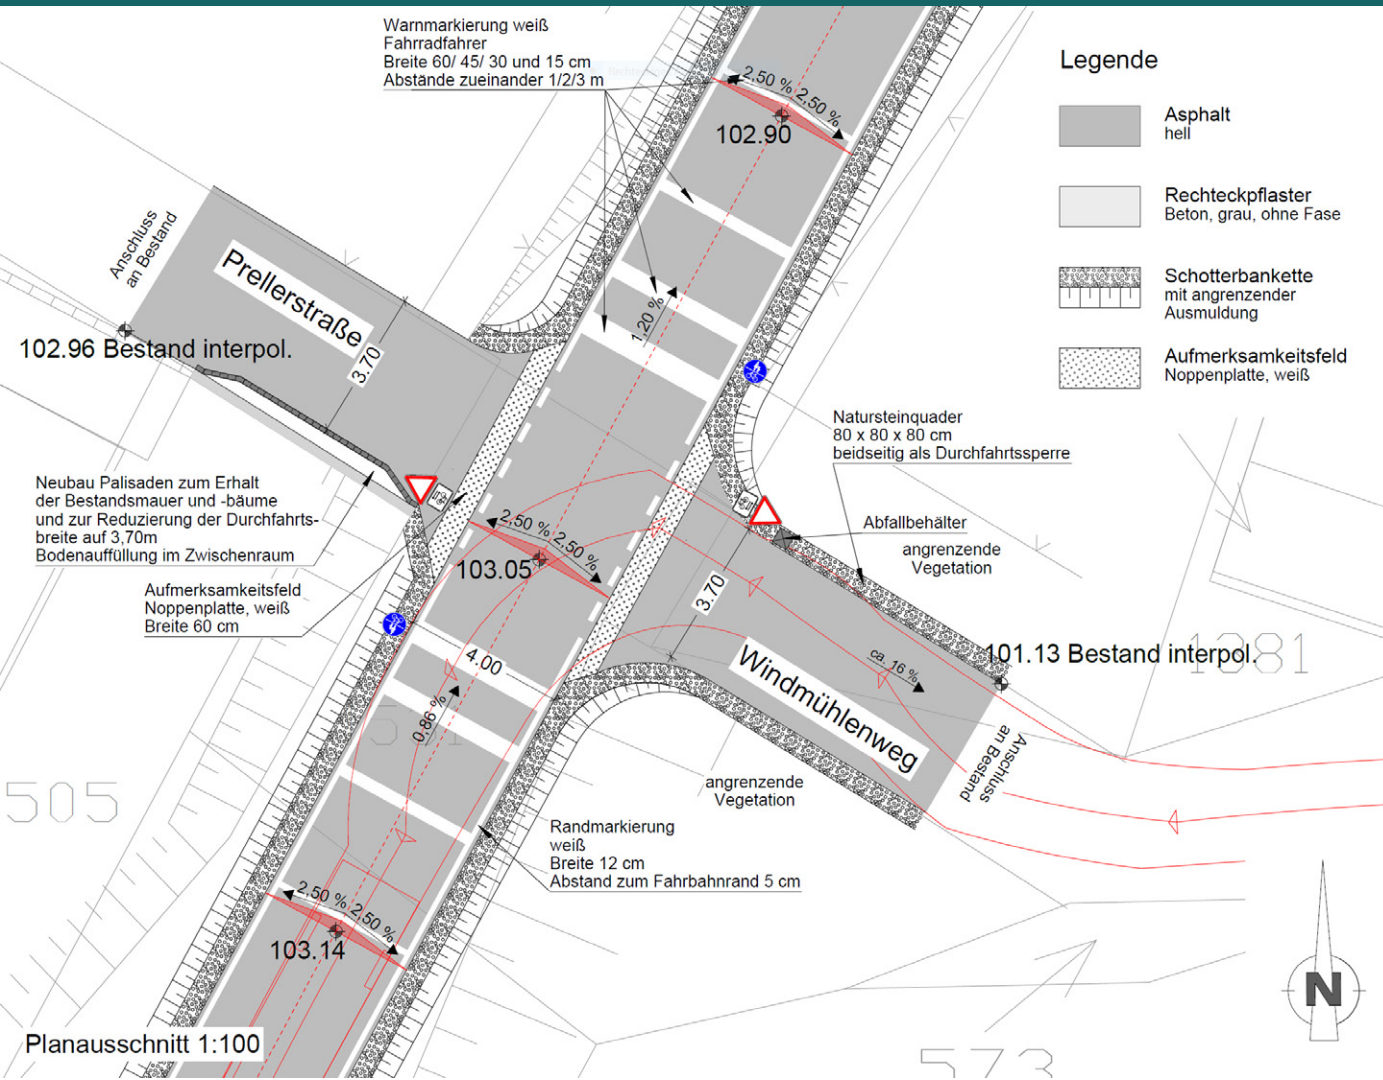 Warnmarkierung weiß
Fahrradfahrer
Breite 60/ 45/ 30 und 15 cm
Abstände zueinander 1/2/3 m
2,50 % 2,50 %
102.90
Legende
Asphalt
hell
Rechteckpflaster
Beton, grau, ohne Fase
Schotterbankette
mit angrenzender
Ausmuldung
Aufmerksamkeitsfeld
Noppenplatte, weiß
Anschluss
an Bestand
Prellerstraße
3.70
102.96 Bestand interpol.
1,20 %
Natursteinquader
80 x 80 x 80 cm
beidseitig als Durchfahrtssperre
Neubau Palisaden zum Erhalt
der Bestandsmauer und -bäume
und zur Reduzierung der Durchfahrts-
breite auf 3,70m
Bodenauffüllung im Zwischenraum
Abfallbehälter
angrenzende
Vegetation
2,50 % 2,50 %
103.05
3.70
Aufmerksamkeitsfeld
Noppenplatte, weiß
Breite 60 cm
4.00
0,86 %
Windmühlenweg
ca. 16 %
101.13 Bestand interpol.
1381
Anschluss
an Bestand
505
angrenzende
Vegetation
Randmarkierung
weiß
Breite 12 cm
Abstand zum Fahrbahnrand 5 cm
2,50 % 2,50 %
103.14
N
Planausschnitt 1:100
573